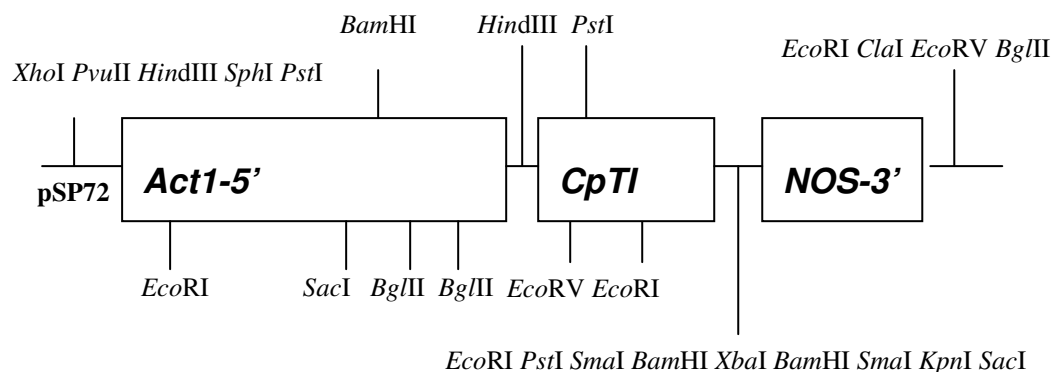 BamHI
HindIII PstI
EcoRI ClaI EcoRV BglII
XhoI PvuII HindIII SphI PstI
pSP72
Act1-5’
CpTI
NOS-3’
EcoRI
SacI
BglII
BglII
EcoRV EcoRI
EcoRI PstI SmaI BamHI XbaI BamHI SmaI KpnI SacI